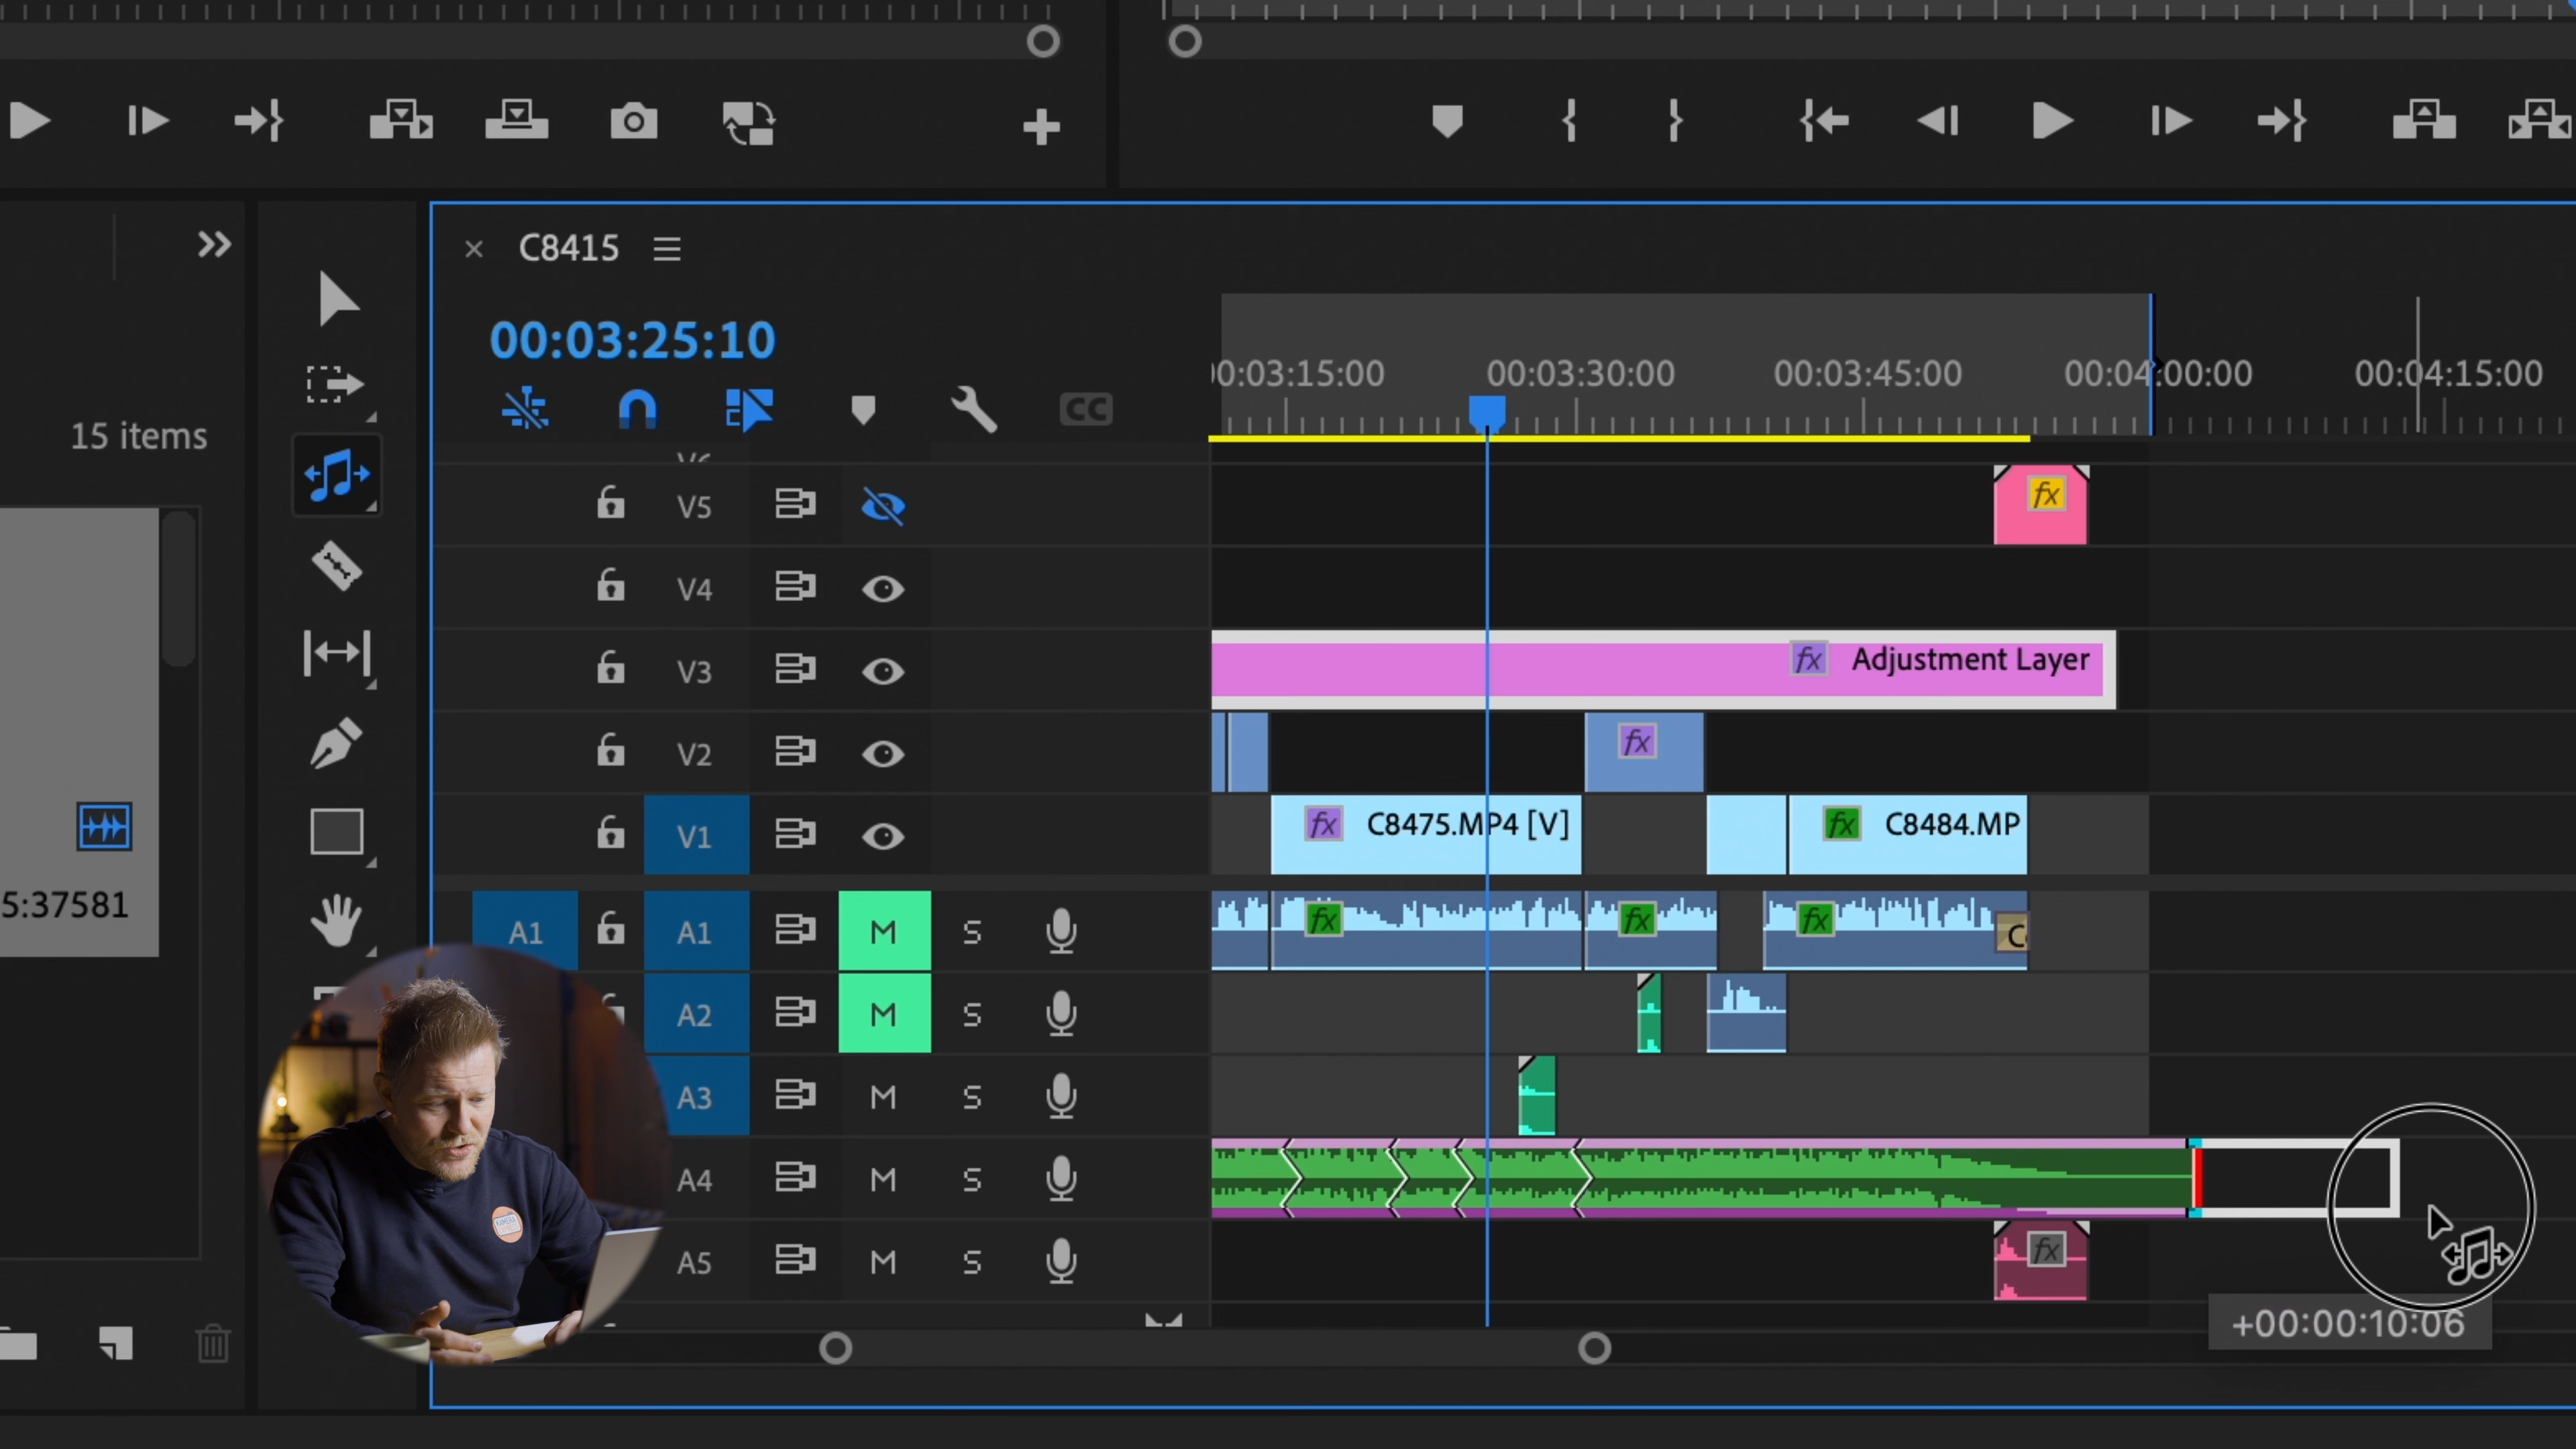 C8415
00:03:25:10
00:03:15:00 00:03:30:00 00:03:45:00 00:04:00:00 00:04:15:00
CC
15 items
V5 fx
V4
V3 fx Adjustment Layer
V2 fx
V1 fx C8475.MP4 [V] fx C8484.MP
5:37581
A1 A1 M S fx fx fx C
A2 M S
A3 M S
A4 M S
A5 M S fx
+00:00:10:06